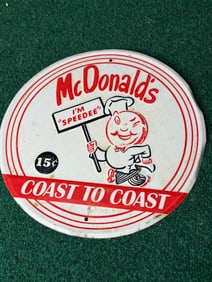 McDonald's
I'M
"SPEEDEE"
15¢
COAST TO COAST